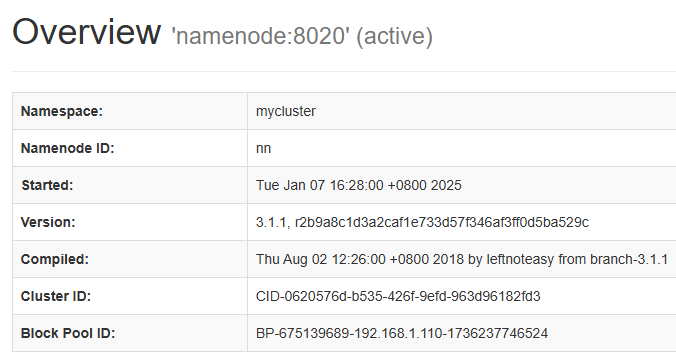 Overview 'namenode:8020' (active)
Namespace: mycluster
Namenode ID: nn
Started: Tue Jan 07 16:28:00 +0800 2025
Version: 3.1.1, r2b9a8c1d3a2caf1e733d57f346af3ff0d5ba529c
Compiled: Thu Aug 02 12:26:00 +0800 2018 by leftnoteasy from branch-3.1.1
Cluster ID: CID-0620576d-b535-426f-9efd-963d96182fd3
Block Pool ID: BP-675139689-192.168.1.110-1736237746524